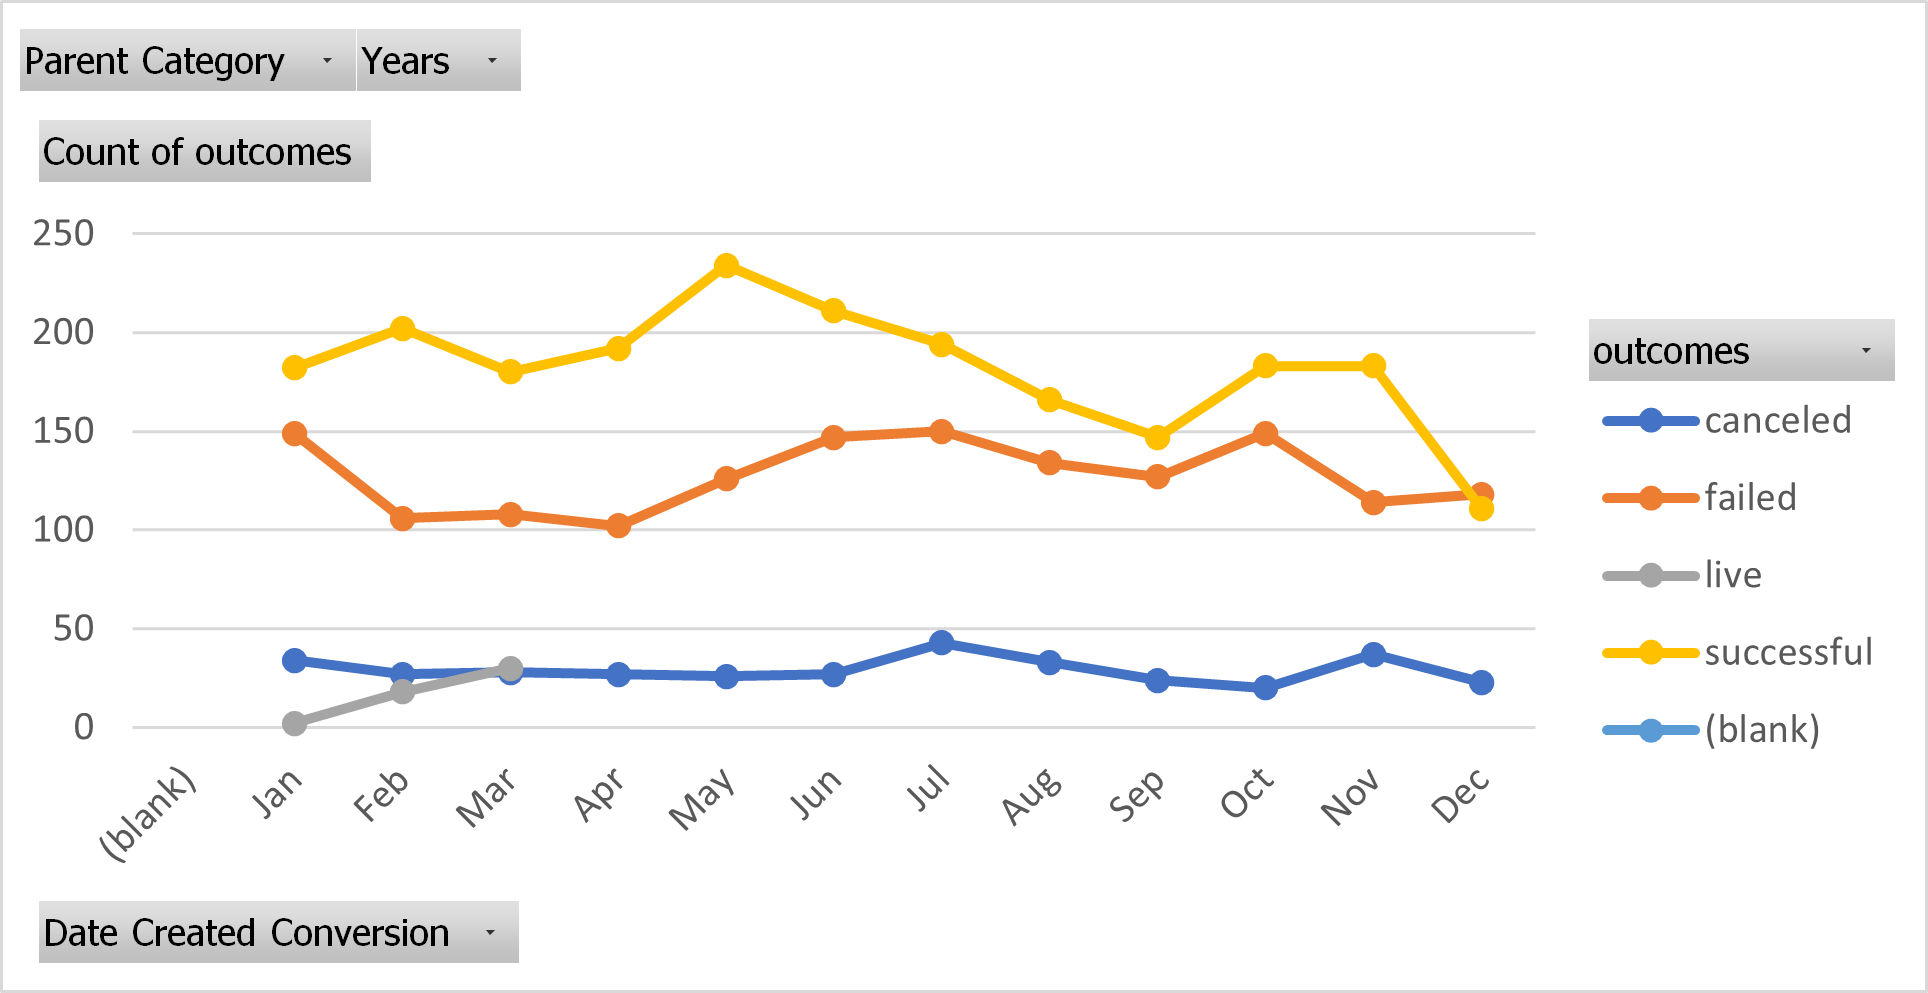 Parent Category Years
Count of outcomes
250
200
150
100
50
0
(blank) Jan Feb Mar Apr May Jun Jul Aug Sep Oct Nov Dec
outcomes
canceled
failed
live
successful
(blank)
Date Created Conversion